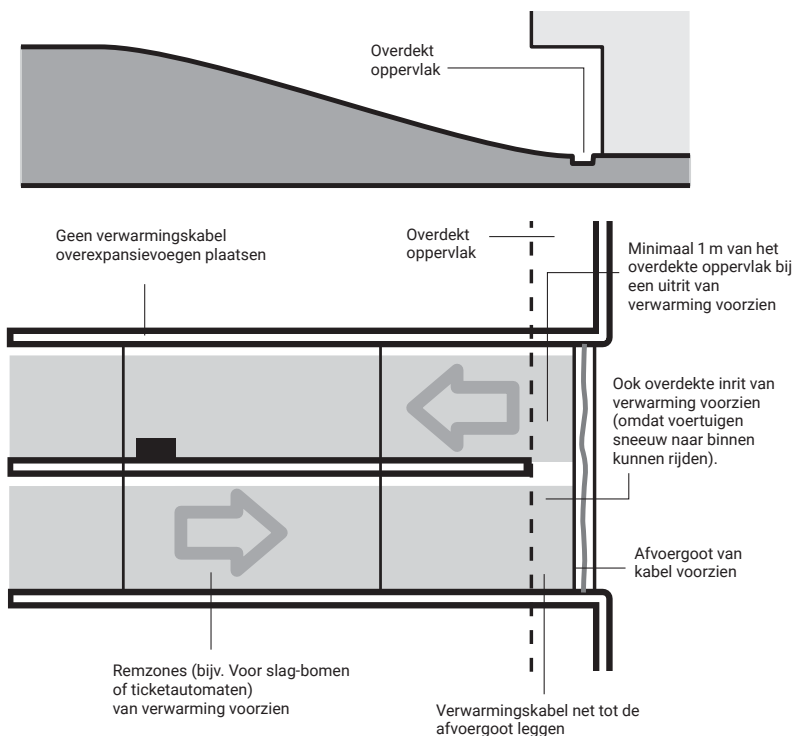 Overdekt
oppervlak
Geen verwarmingskabel
overexpansievoegen plaatsen
Overdekt
oppervlak
Minimaal 1 m van het
overdekte oppervlak bij
een uitrit van
verwarming voorzien
Ook overdekte inrit van
verwarming voorzien
(omdat voertuigen
sneeuw naar binnen
kunnen rijden).
Afvoergoot van
kabel voorzien
Remzones (bijv. Voor slag-bomen
of ticketautomaten)
van verwarming voorzien
Verwarmingskabel net tot de
afvoergoot leggen